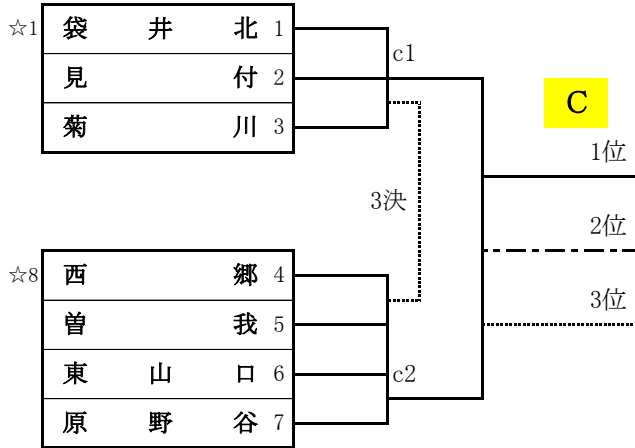 ☆1 袋井北 1
見付 2
菊川 3
c1
C
1位
3決
2位
3位
☆8 西郷 4
曽我 5
東山口 6
原野谷 7
c2